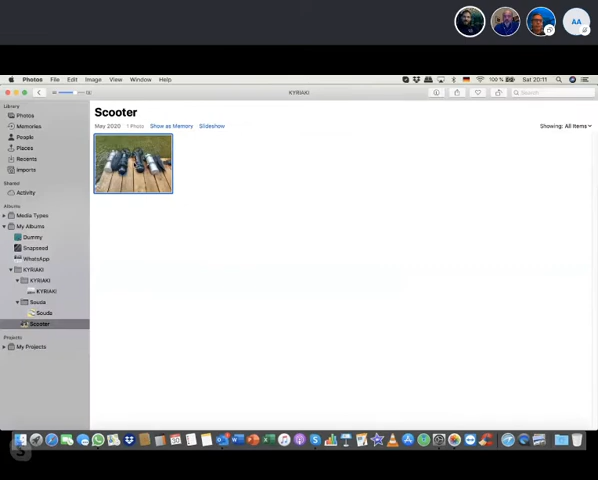 AA
Photos File Edit Image View Window Help
100 % Sat 20:11
KYRIAKI
Search
Library
Photos
Memories
People
Places
Recents
Imports
Shared
Activity
Albums
Media Types
My Albums
Dummy
Snapseed
WhatsApp
KYRIAKI
KYRIAKI
KYRIAKI
Souda
Souda
Scooter
Projects
My Projects
Scooter
May 2020 1 Photo Show as Memory Slideshow
Showing: All Items